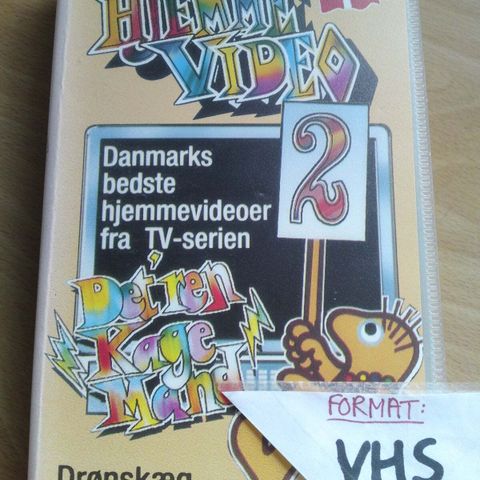 HJEMME
VIDEO
2
Danmarks
bedste
hjemmevideoer
fra TV-serien
Det'ren
Kage
Mand
FORMAT:
VHS
Drønskæg